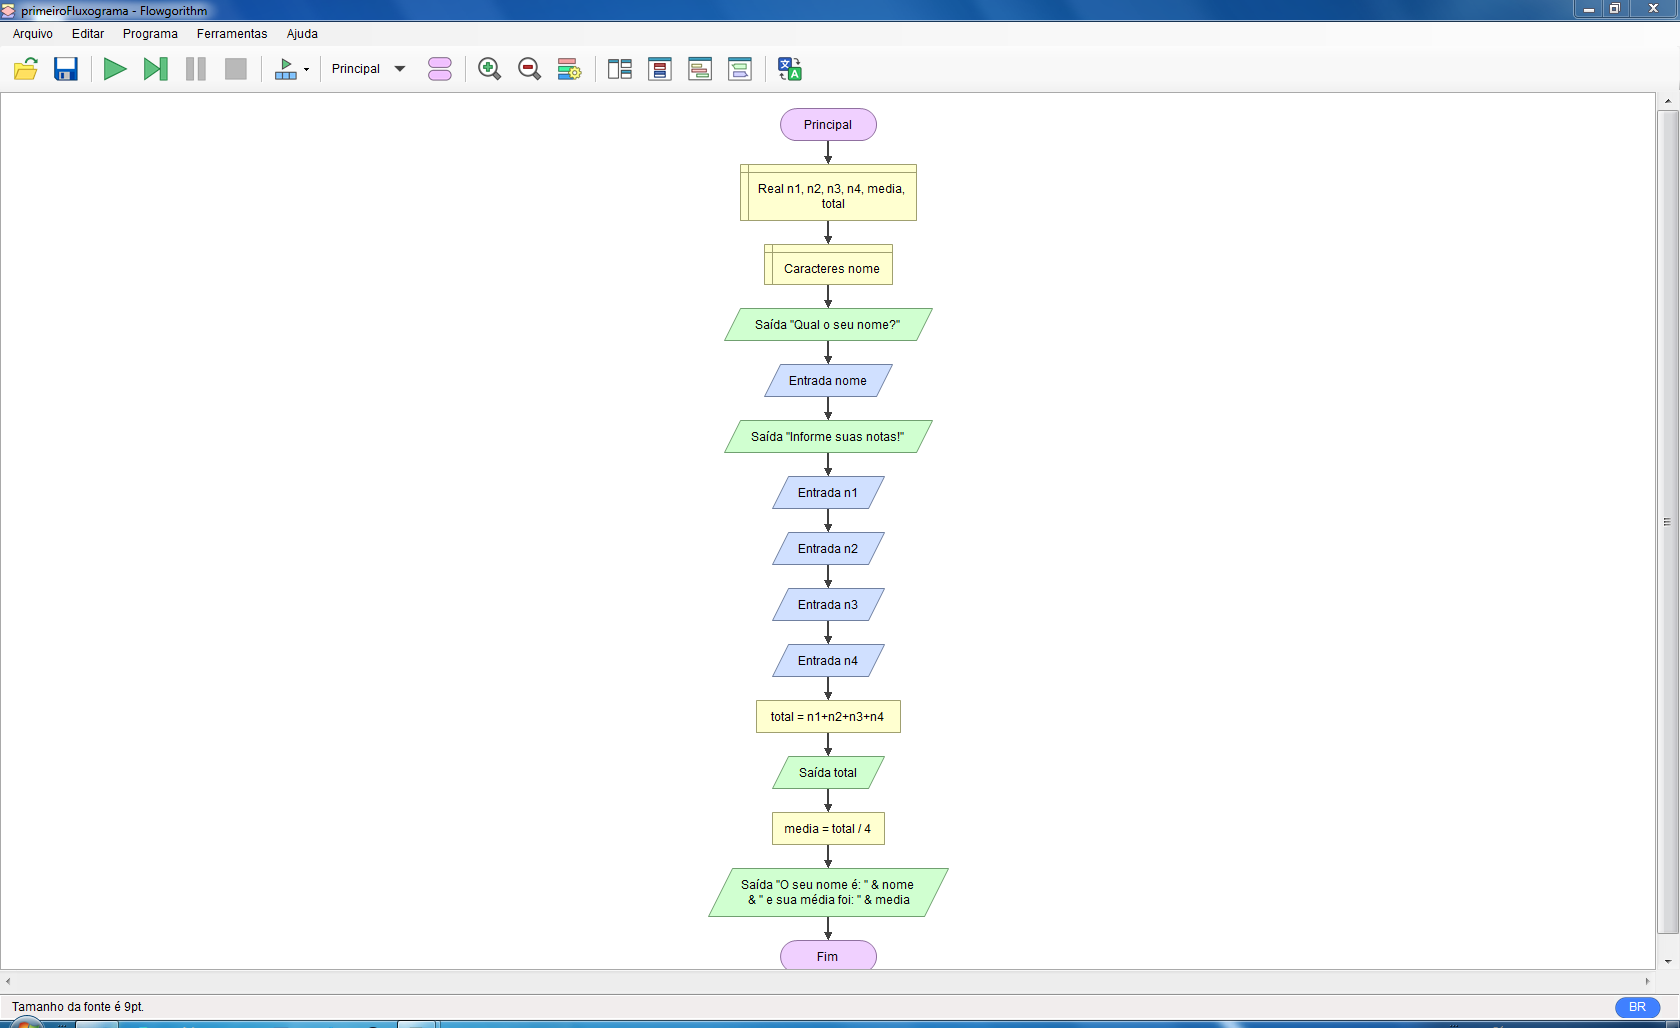 primeiroFluxograma - Flowgorithm
Arquivo Editar Programa Ferramentas Ajuda
Principal
Principal
Real n1, n2, n3, n4, media,
total
Caracteres nome
Saída "Qual o seu nome?"
Entrada nome
Saída "Informe suas notas!"
Entrada n1
Entrada n2
Entrada n3
Entrada n4
total = n1+n2+n3+n4
Saída total
media = total / 4
Saída "O seu nome é: " & nome
& " e sua média foi: " & media
Fim
Tamanho da fonte é 9pt.
BR